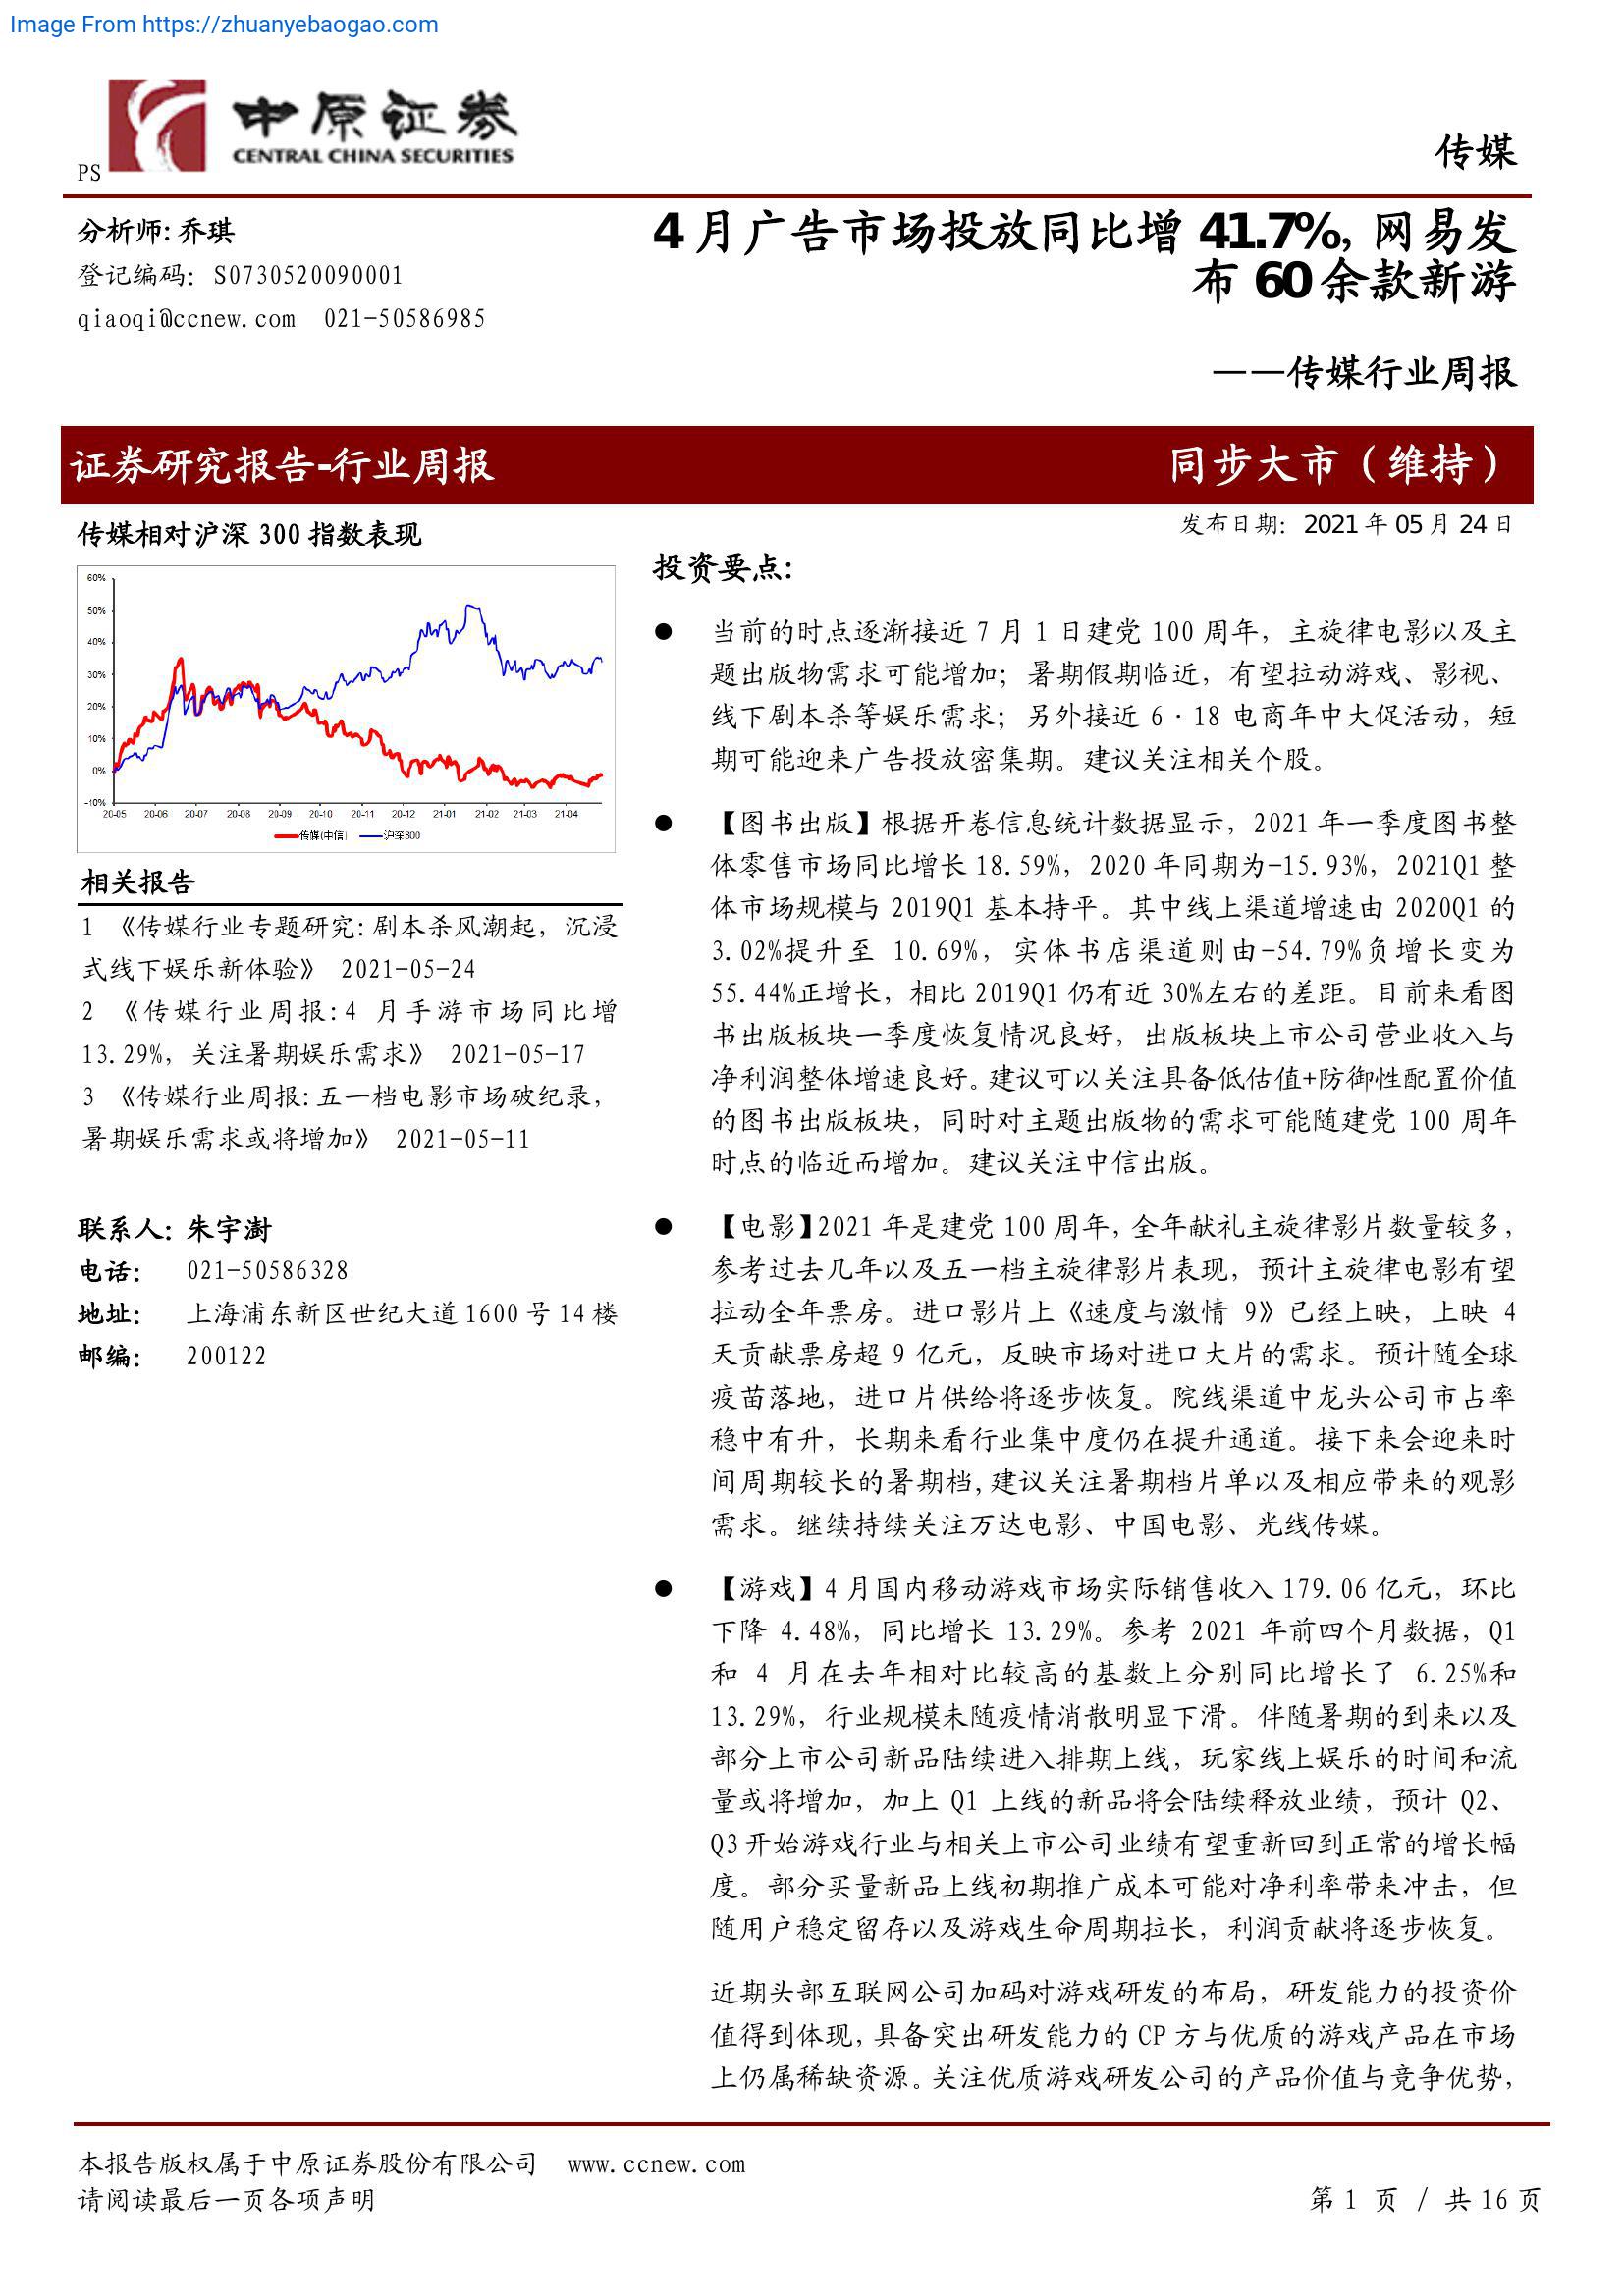 Image From https://zhuanyebaogao.com
中原证券
CENTRAL CHINA SECURITIES
PS
传媒
分析师:乔琪
登记编码：S0730520090001
qiaoqi@ccnew.com 021-50586985
4 月广告市场投放同比增 41.7%，网易发
布 60 余款新游
——传媒行业周报
证券研究报告-行业周报
同步大市（维持）
传媒相对沪深 300 指数表现
60%
50%
40%
30%
20%
10%
0%
-10%
20-05 20-06 20-07 20-08 20-09 20-10 20-11 20-12 21-01 21-02 21-03 21-04
传媒(中信) 沪深300
相关报告
1 《传媒行业专题研究:剧本杀风潮起，沉浸
式线下娱乐新体验》 2021-05-24
2 《传媒行业周报:4 月手游市场同比增
13.29%，关注暑期娱乐需求》 2021-05-17
3 《传媒行业周报:五一档电影市场破纪录，
暑期娱乐需求或将增加》 2021-05-11
联系人：朱宇澍
电话： 021-50586328
地址： 上海浦东新区世纪大道 1600 号 14 楼
邮编： 200122
发布日期：2021 年 05 月 24 日
投资要点:
● 当前的时点逐渐接近 7 月 1 日建党 100 周年，主旋律电影以及主
题出版物需求可能增加；暑期假期临近，有望拉动游戏、影视、
线下剧本杀等娱乐需求；另外接近 6·18 电商年中大促活动，短
期可能迎来广告投放密集期。建议关注相关个股。
● 【图书出版】根据开卷信息统计数据显示，2021 年一季度图书整
体零售市场同比增长 18.59%，2020 年同期为-15.93%，2021Q1 整
体市场规模与 2019Q1 基本持平。其中线上渠道增速由 2020Q1 的
3.02%提升至 10.69%，实体书店渠道则由-54.79%负增长变为
55.44%正增长，相比 2019Q1 仍有近 30%左右的差距。目前来看图
书出版板块一季度恢复情况良好，出版板块上市公司营业收入与
净利润整体增速良好。建议可以关注具备低估值+防御性配置价值
的图书出版板块，同时对主题出版物的需求可能随建党 100 周年
时点的临近而增加。建议关注中信出版。
● 【电影】2021 年是建党 100 周年，全年献礼主旋律影片数量较多，
参考过去几年以及五一档主旋律影片表现，预计主旋律电影有望
拉动全年票房。进口影片上《速度与激情 9》已经上映，上映 4
天贡献票房超 9 亿元，反映市场对进口大片的需求。预计随全球
疫苗落地，进口片供给将逐步恢复。院线渠道中龙头公司市占率
稳中有升，长期来看行业集中度仍在提升通道。接下来会迎来时
间周期较长的暑期档,建议关注暑期档片单以及相应带来的观影
需求。继续持续关注万达电影、中国电影、光线传媒。
● 【游戏】4 月国内移动游戏市场实际销售收入 179.06 亿元，环比
下降 4.48%，同比增长 13.29%。参考 2021 年前四个月数据，Q1
和 4 月在去年相对比较高的基数上分别同比增长了 6.25%和
13.29%，行业规模未随疫情消散明显下滑。伴随暑期的到来以及
部分上市公司新品陆续进入排期上线，玩家线上娱乐的时间和流
量或将增加，加上 Q1 上线的新品将会陆续释放业绩，预计 Q2、
Q3 开始游戏行业与相关上市公司业绩有望重新回到正常的增长幅
度。部分买量新品上线初期推广成本可能对净利率带来冲击，但
随用户稳定留存以及游戏生命周期拉长，利润贡献将逐步恢复。
近期头部互联网公司加码对游戏研发的布局，研发能力的投资价
值得到体现，具备突出研发能力的 CP 方与优质的游戏产品在市场
上仍属稀缺资源。关注优质游戏研发公司的产品价值与竞争优势，
本报告版权属于中原证券股份有限公司 www.ccnew.com
请阅读最后一页各项声明
第 1 页 / 共 16 页